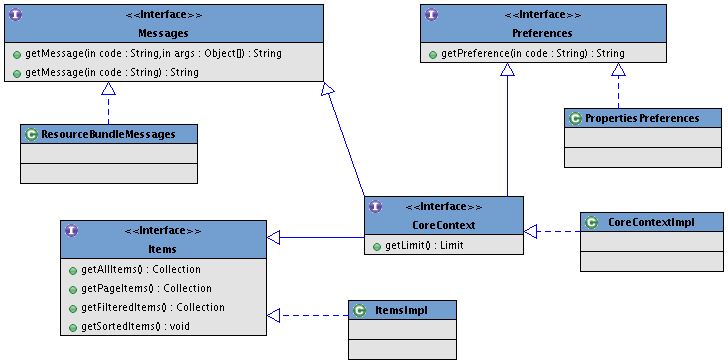 <<Interface>>
Messages
getMessage(in code : String,in args : Object[]) : String
getMessage(in code : String) : String
<<Interface>>
Preferences
getPreference(in code : String) : String
ResourceBundleMessages
PropertiesPreferences
<<Interface>>
CoreContext
getLimit() : Limit
CoreContextImpl
<<Interface>>
Items
getAllItems() : Collection
getPageItems() : Collection
getFilteredItems() : Collection
getSortedItems() : void
ItemsImpl